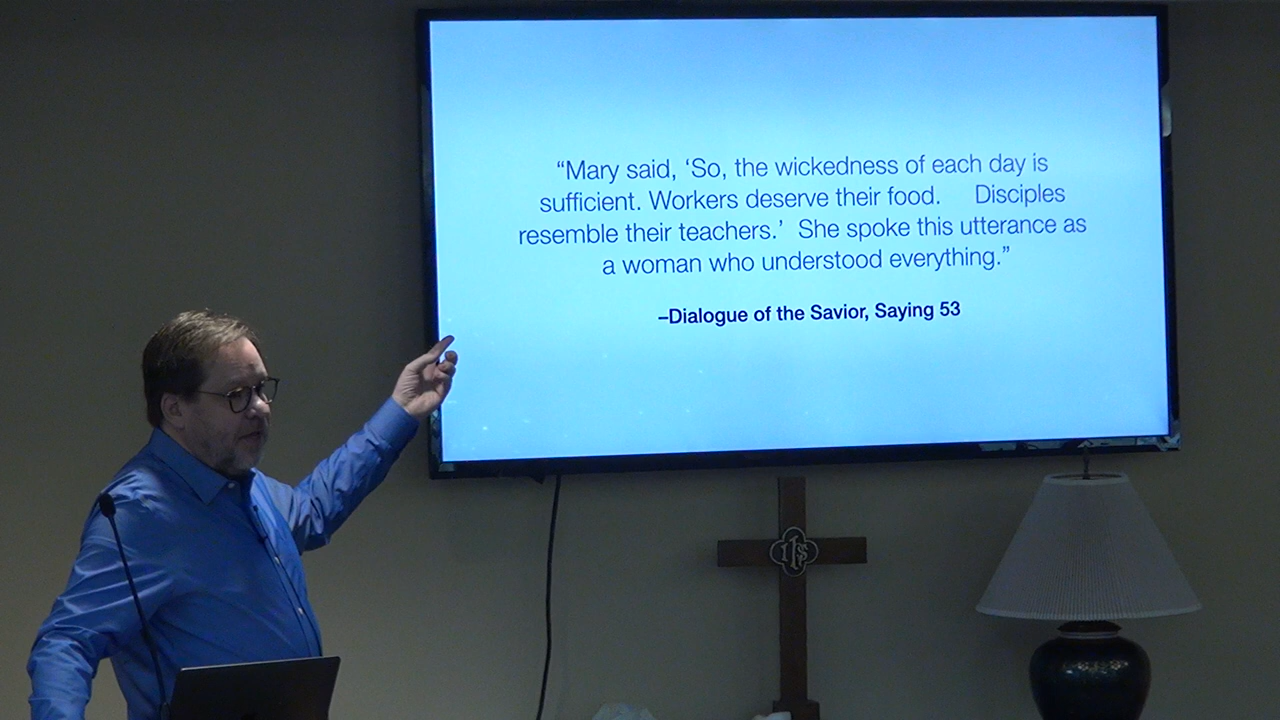 “Mary said, ‘So, the wickedness of each day is
sufficient. Workers deserve their food.     Disciples
resemble their teachers.’  She spoke this utterance as
a woman who understood everything.”
–Dialogue of the Savior, Saying 53
IHS